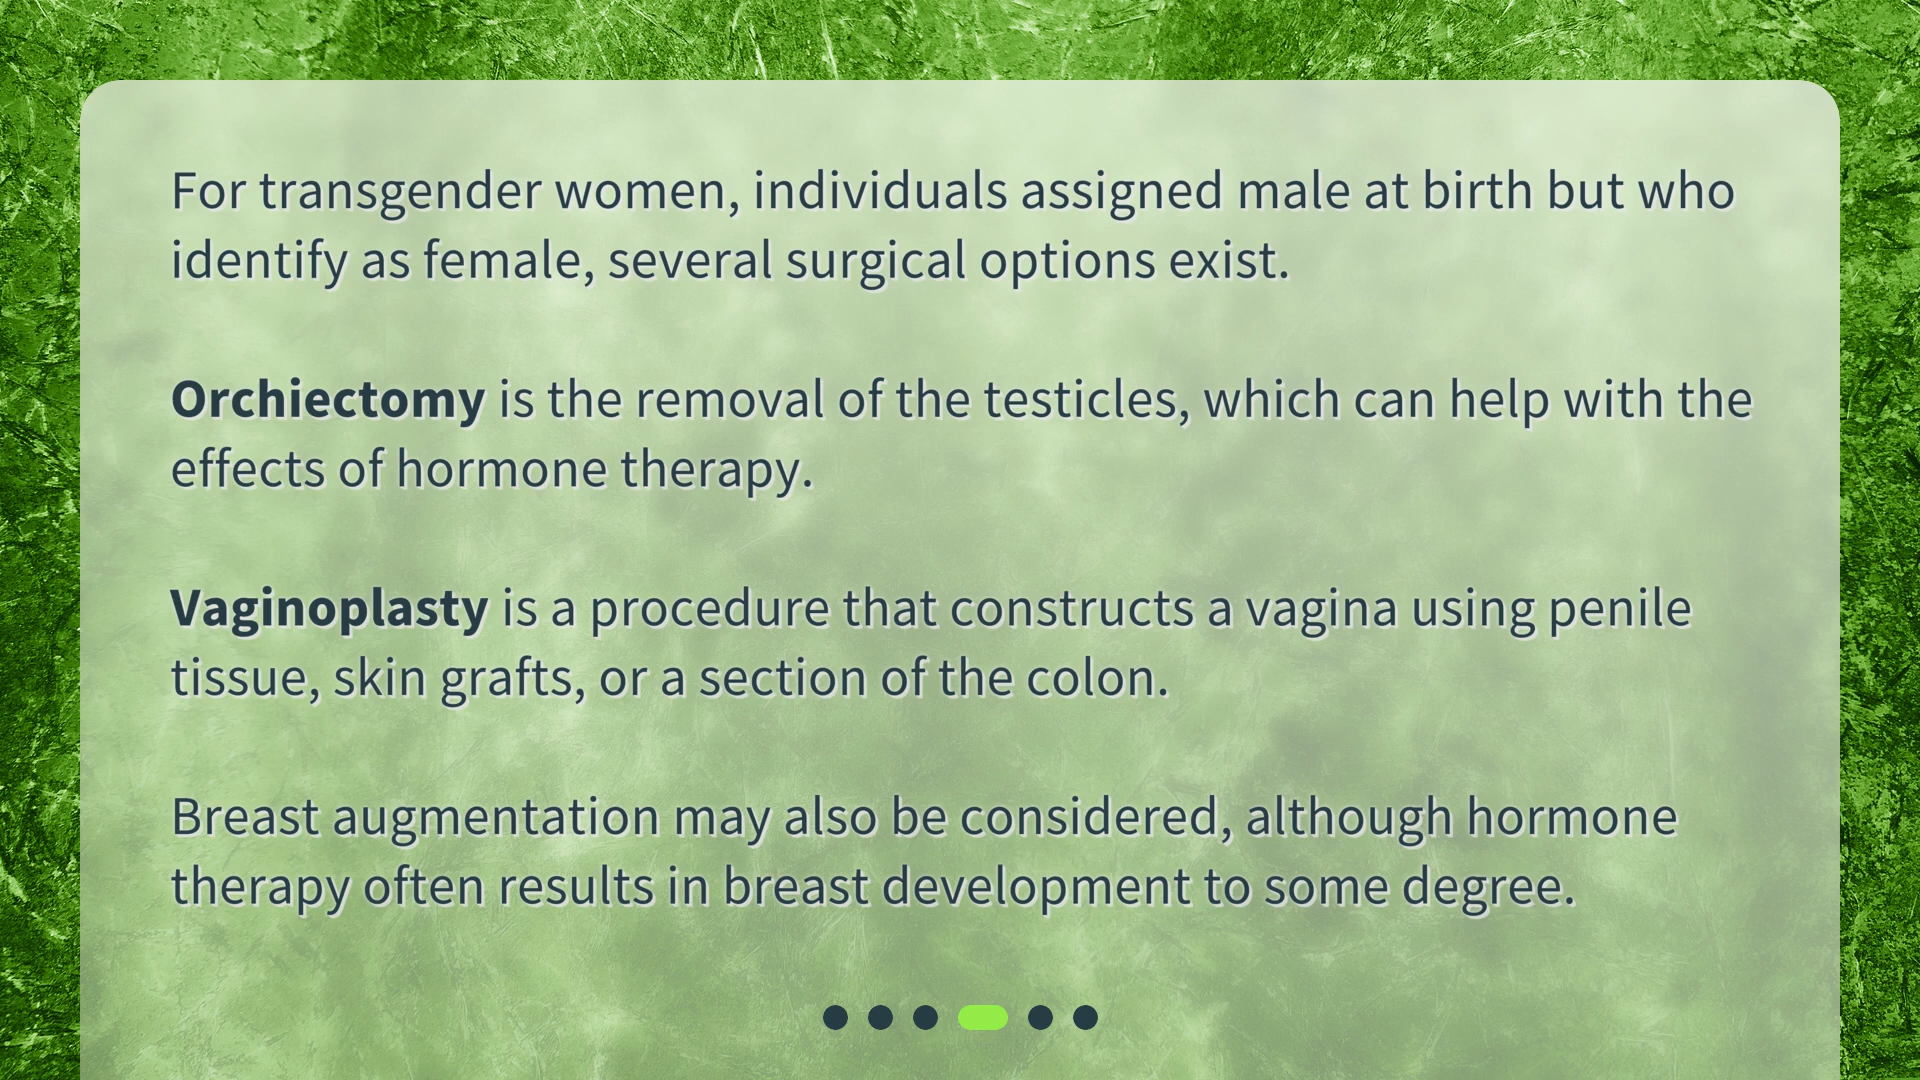 For transgender women, individuals assigned male at birth but who
identify as female, several surgical options exist.
Orchiectomy is the removal of the testicles, which can help with the
effects of hormone therapy.
Vaginoplasty is a procedure that constructs a vagina using penile
tissue, skin grafts, or a section of the colon.
Breast augmentation may also be considered, although hormone
therapy often results in breast development to some degree.